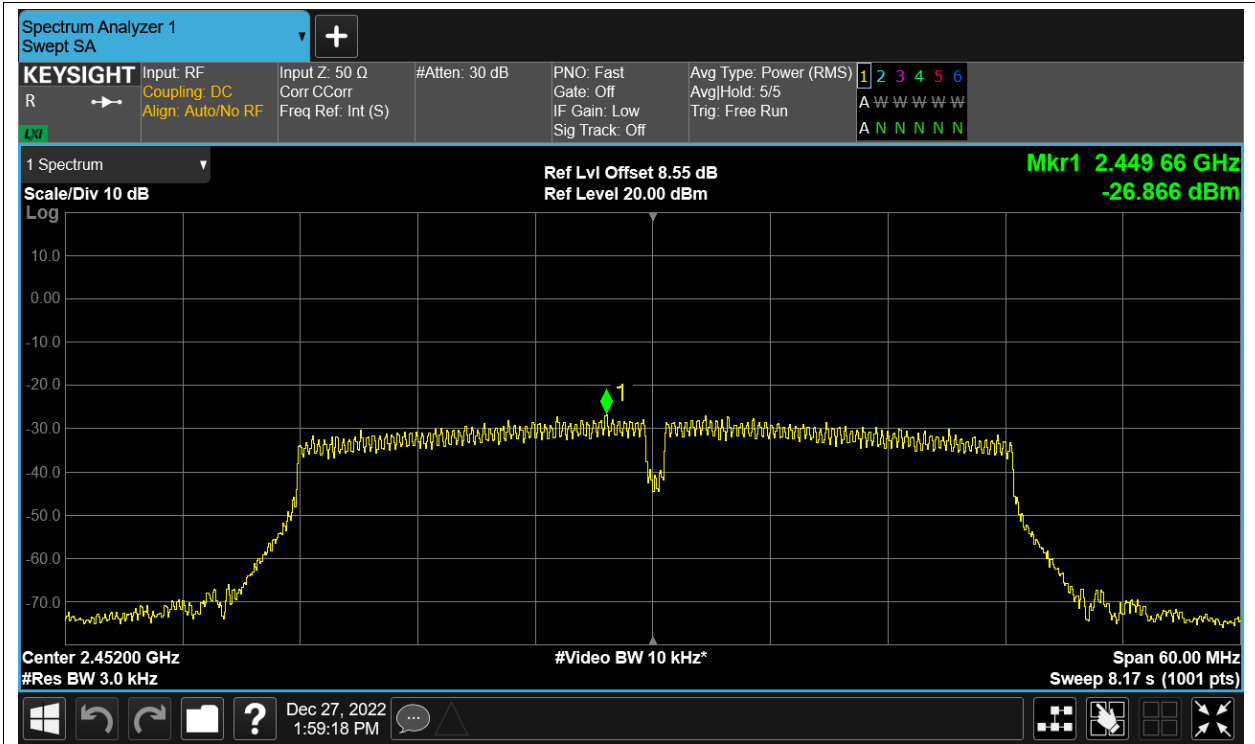 Spectrum Analyzer 1
Swept SA
KEYSIGHT
R
LXI
Input: RF
Coupling: DC
Align: Auto/No RF
Input Z: 50 Ω
Corr CCorr
Freq Ref: Int (S)
#Atten: 30 dB
PNO: Fast
Gate: Off
IF Gain: Low
Sig Track: Off
Avg Type: Power (RMS)
Avg|Hold: 5/5
Trig: Free Run
1 2 3 4 5 6
A W W W W W
A N N N N N
1 Spectrum
Scale/Div 10 dB
Log
Ref Lvl Offset 8.55 dB
Ref Level 20.00 dBm
Mkr1 2.449 66 GHz
-26.866 dBm
10.0
0.00
-10.0
-20.0
1
-30.0
-40.0
-50.0
-60.0
-70.0
Center 2.45200 GHz
#Res BW 3.0 kHz
#Video BW 10 kHz*
Span 60.00 MHz
Sweep 8.17 s (1001 pts)
?
Dec 27, 2022
1:59:18 PM